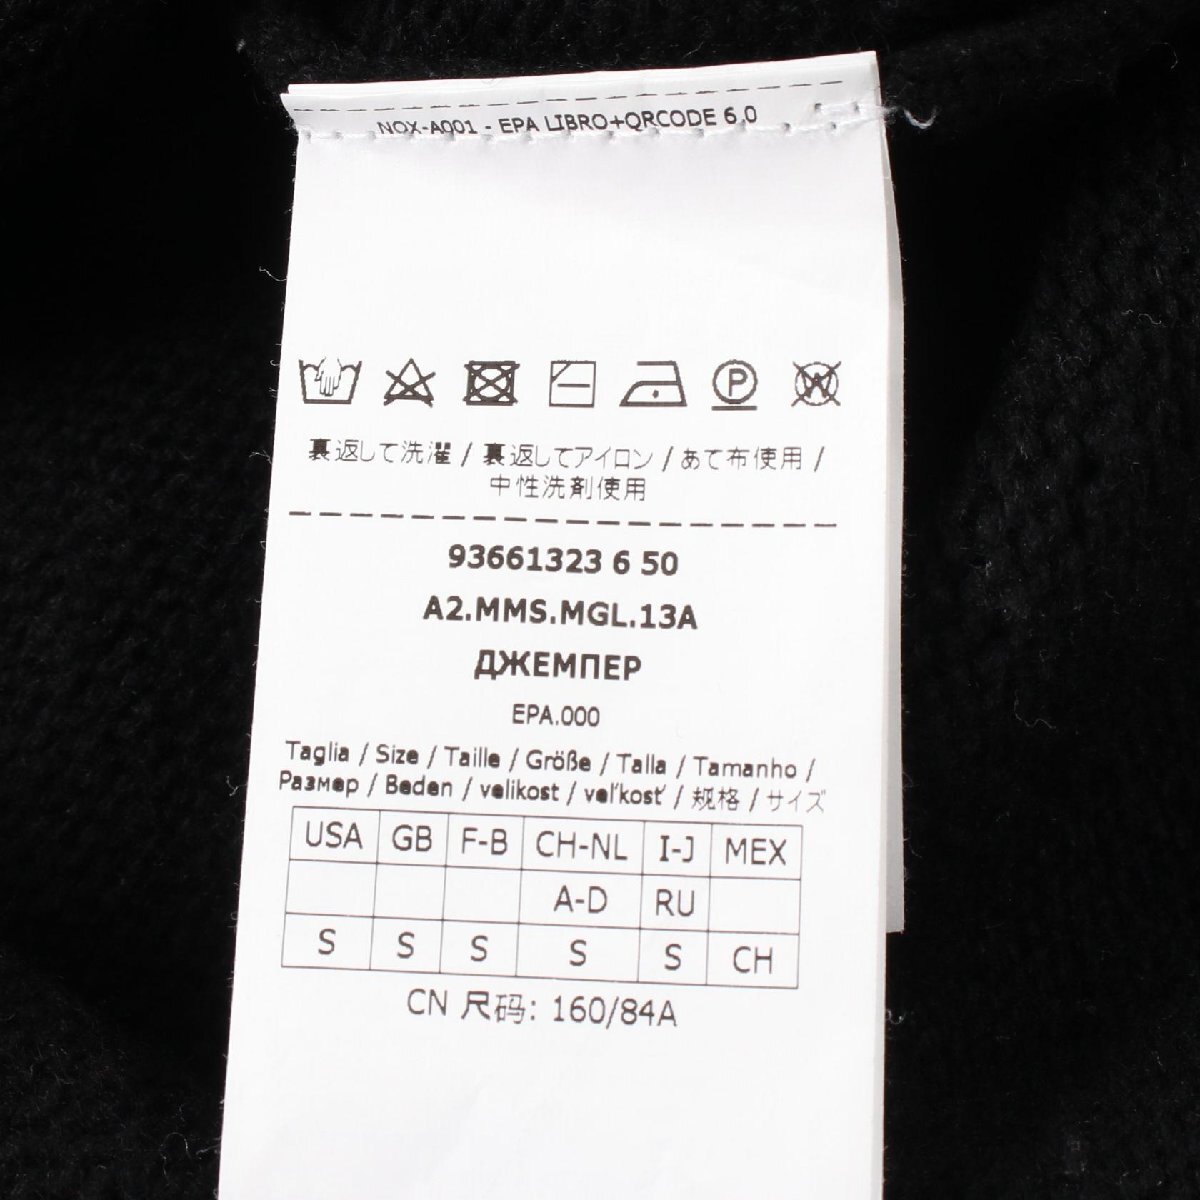 NOX-A001 - EPA LIBRO+QRCODE 6.0
P W
裏返して洗濯 / 裏返してアイロン / あて布使用 /
中性洗剤使用
93661323 6 50
A2.MMS.MGL.13A
ДЖЕМПЕР
EPA.000
Taglia / Size / Taille / Größe / Talla / Tamanho /
Размер / Beden / velikost / veľkosť / 规格 / サイズ
USA GB F-B CH-NL I-J MEX
A-D RU
S S S S S CH
CN 尺码: 160/84A